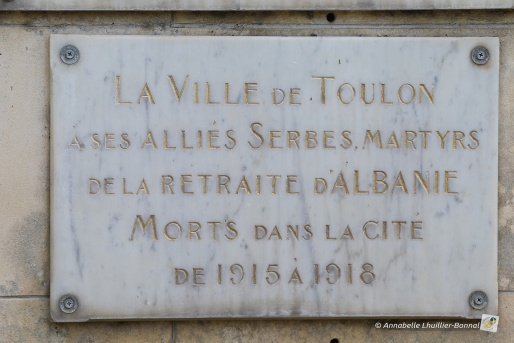 LA VILLE DE TOULON
A SES ALLIES SERBES, MARTYRS
DE LA RETRAITE D'ALBANIE
MORTS DANS LA CITÉ
DE 1915 À 1918
© Annabelle Lhuillier-Bonnal